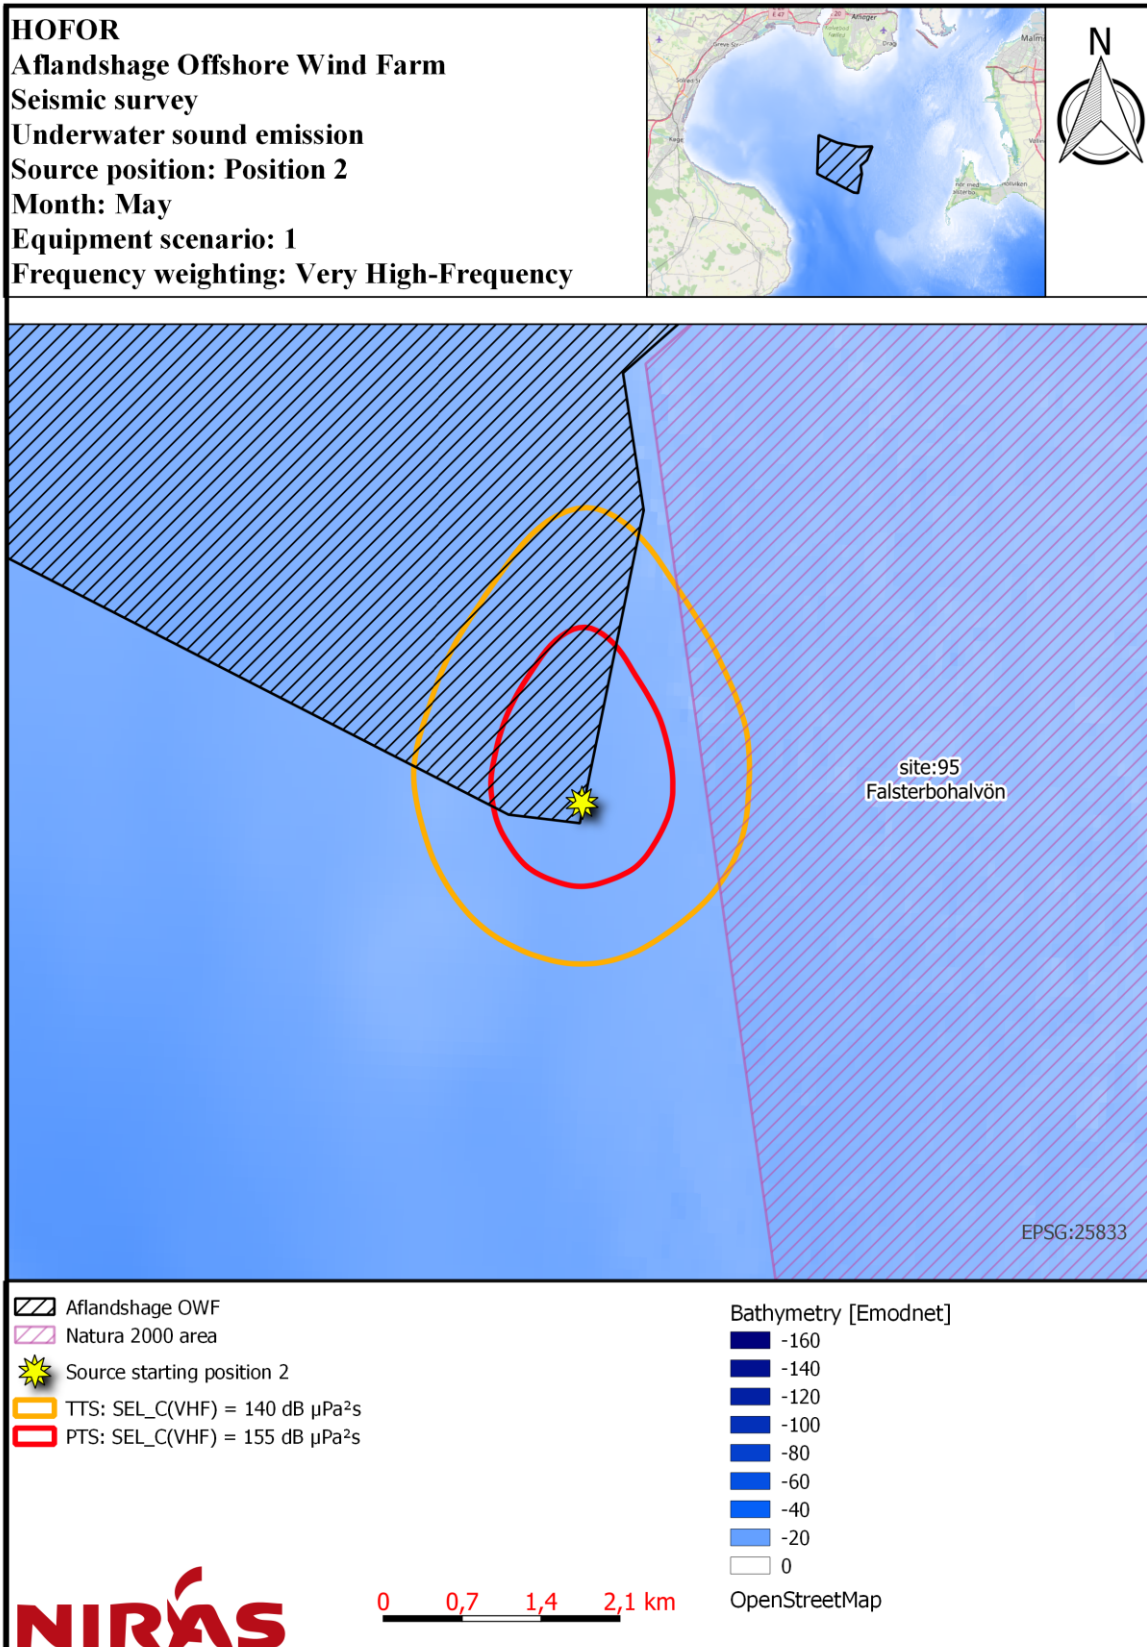 HOFOR
Aflandshage Offshore Wind Farm
Seismic survey
Underwater sound emission
Source position: Position 2
Month: May
Equipment scenario: 1
Frequency weighting: Very High-Frequency
N
site:95
Falsterbohalvön
EPSG:25833
Aflandshage OWF
Natura 2000 area
Source starting position 2
TTS: SEL_C(VHF) = 140 dB µPa²s
PTS: SEL_C(VHF) = 155 dB µPa²s
Bathymetry [Emodnet]
-160
-140
-120
-100
-80
-60
-40
-20
0
OpenStreetMap
NIRAS
0 0,7 1,4 2,1 km